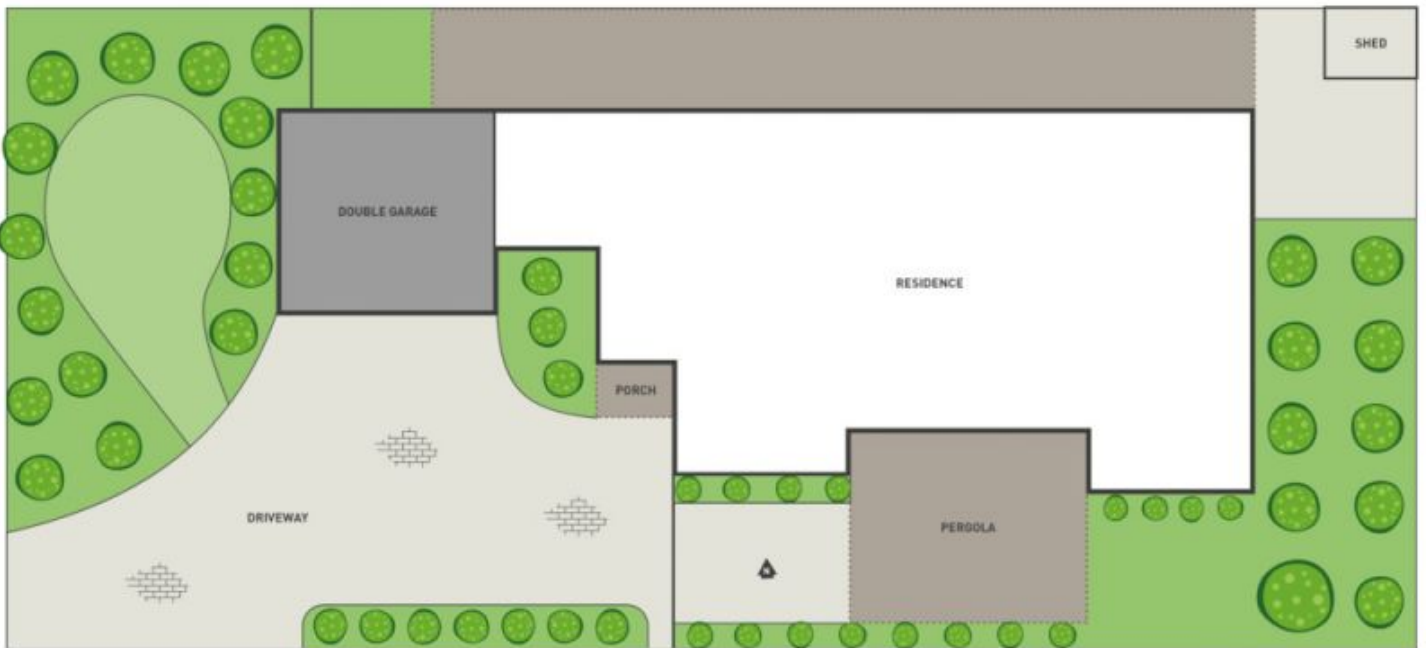 SHED
DOUBLE GARAGE
RESIDENCE
PORCH
DRIVEWAY
PERGOLA